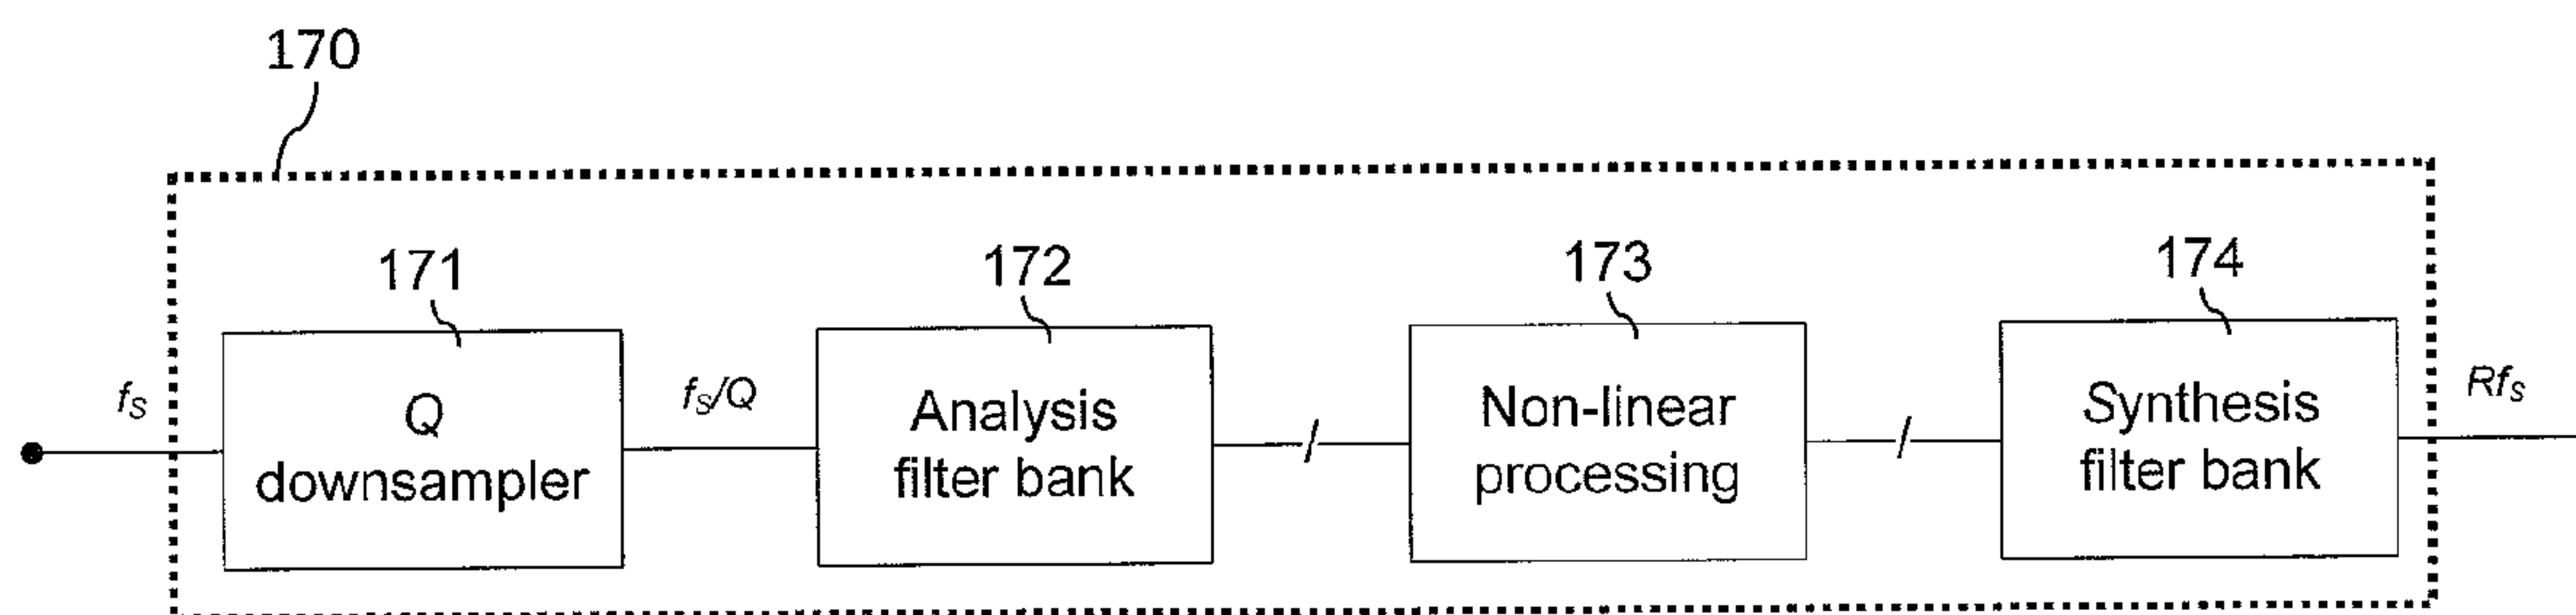 170
171
172
173
174
fS
Q
downsampler
fS/Q
Analysis
filter bank
Non-linear
processing
Synthesis
filter bank
RfS